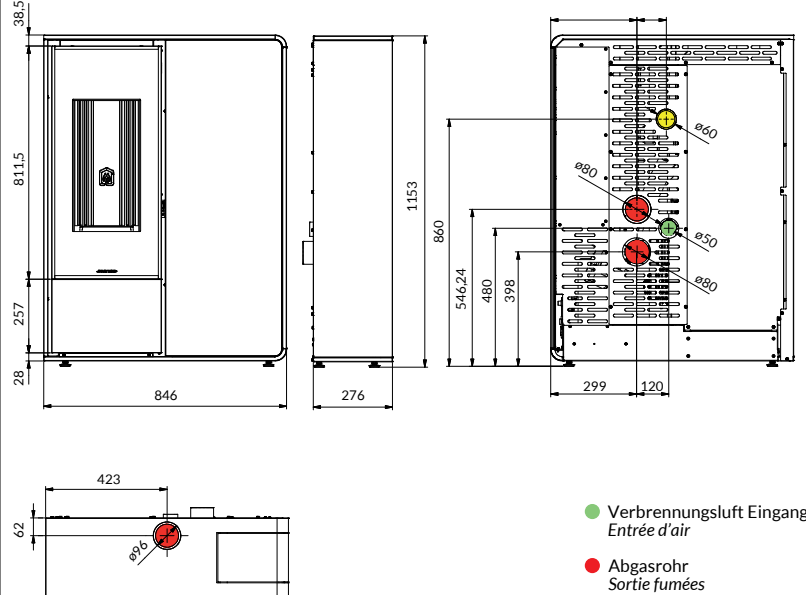 38,5
811,5
257
28
846
276
1153
860
546,24
480
398
ø60
ø80
ø50
ø80
299
120
423
62
ø96
Verbrennungsluft Eingang
Entrée d'air
Abgasrohr
Sortie fumées